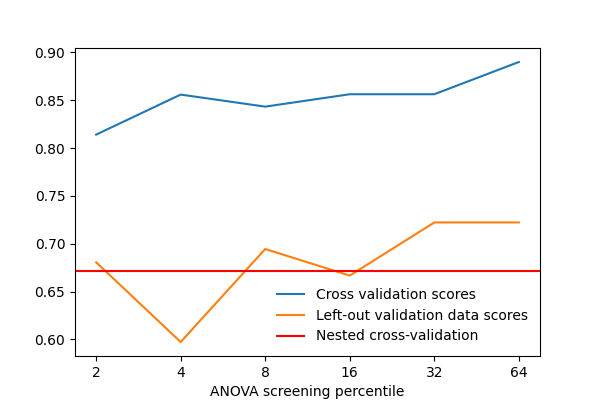 0.90
0.85
0.80
0.75
0.70
0.65
0.60
Cross validation scores
Left-out validation data scores
Nested cross-validation
2 4 8 16 32 64
ANOVA screening percentile